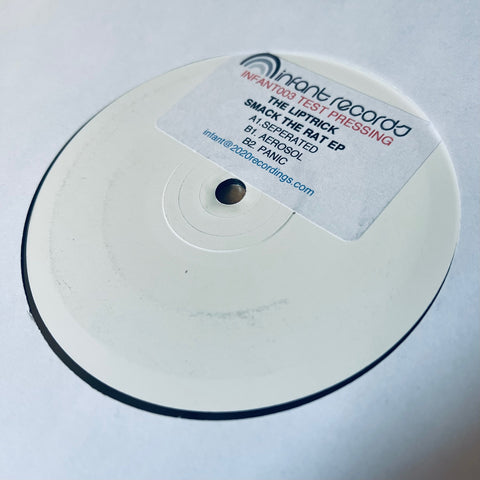 infant records
INFANT003 TEST PRESSING
THE LIPTRICK
SMACK THE RAT EP
A1. SEPERATED
B1. AEROSOL
B2. PANIC
infant@2020recordings.com